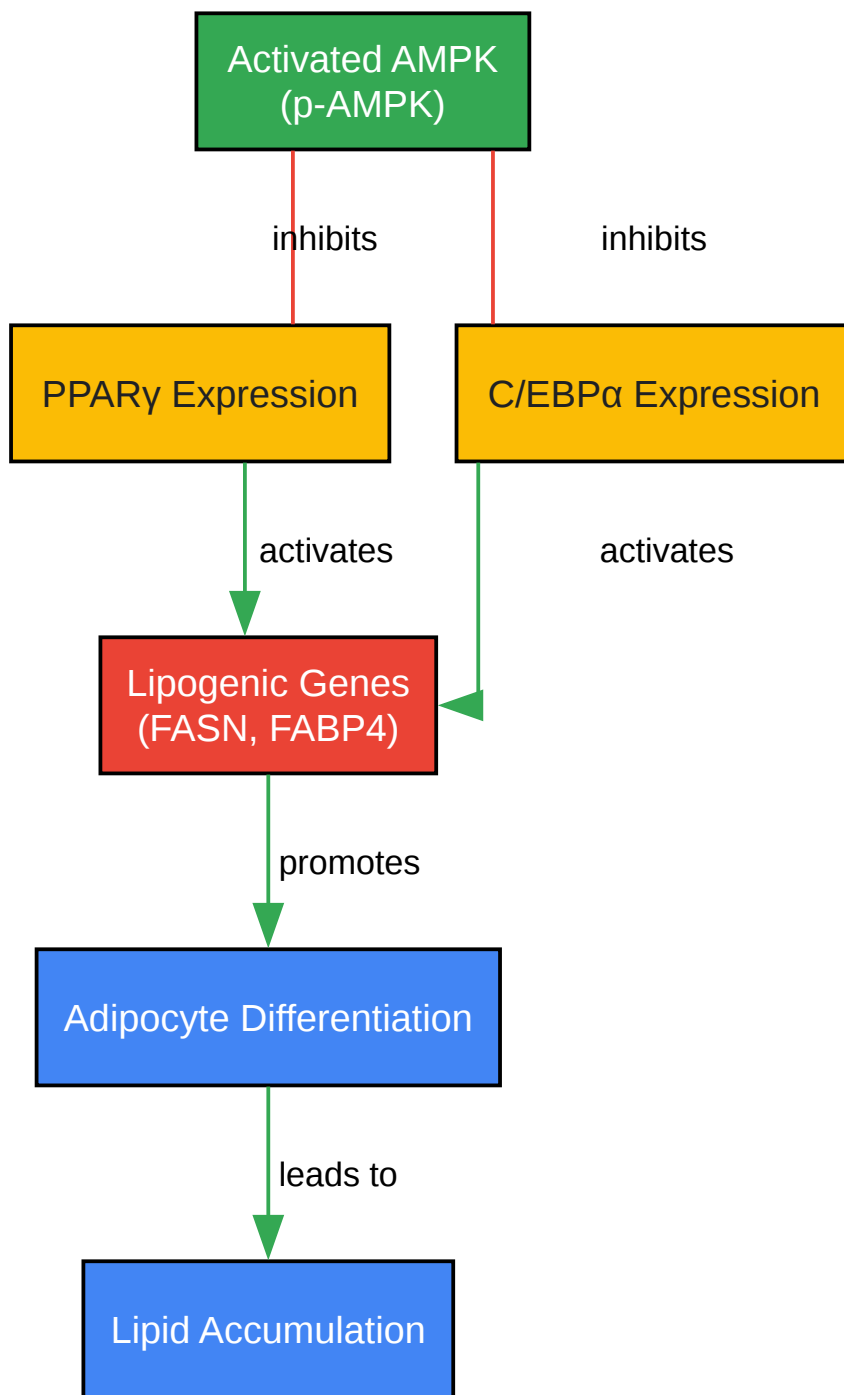 Activated AMPK
(p-AMPK)
inhibits
inhibits
PPARγ Expression
C/EBPα Expression
activates
activates
Lipogenic Genes
(FASN, FABP4)
promotes
Adipocyte Differentiation
leads to
Lipid Accumulation